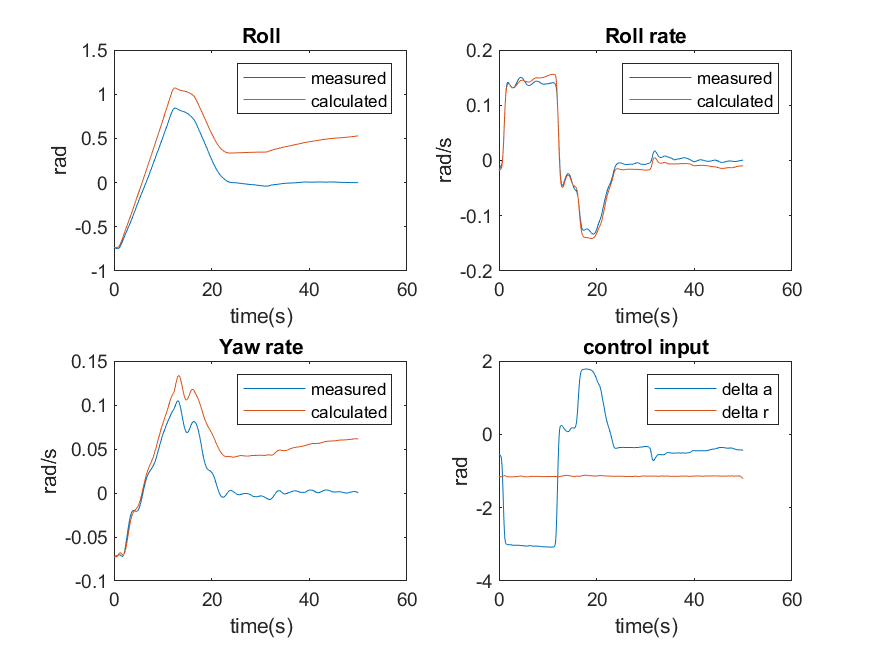 Roll
1.5
1
0.5
0
-0.5
-1
rad
0 20 40 60
time(s)
measured
calculated
Roll rate
0.2
0.1
0
-0.1
-0.2
rad/s
0 20 40 60
time(s)
measured
calculated
Yaw rate
0.15
0.1
0.05
0
-0.05
-0.1
rad/s
0 20 40 60
time(s)
measured
calculated
control input
2
0
-2
-4
rad
0 20 40 60
time(s)
delta a
delta r